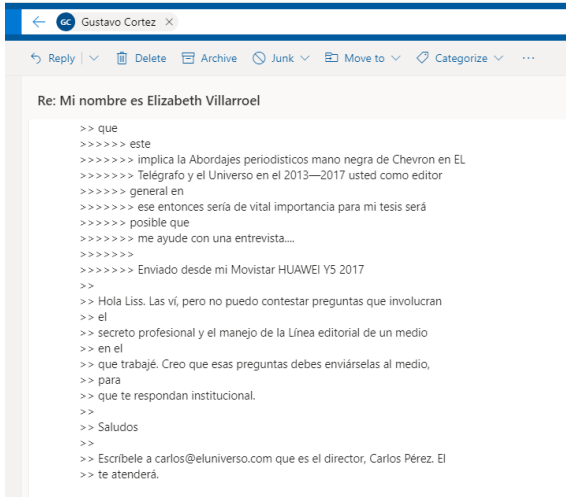 GC Gustavo Cortez ×
Reply Delete Archive Junk Move to Categorize ...
Re: Mi nombre es Elizabeth Villarroel
>> que
>>>>>> este
>>>>>>> implica la Abordajes periodisticos mano negra de Chevron en EL
>>>>>>> Telégrafo y el Universo en el 2013—2017 usted como editor
>>>>>> general en
>>>>>>> ese entonces sería de vital importancia para mi tesis será
>>>>>> posible que
>>>>>>> me ayude con una entrevista....
>>>>>>>
>>>>>>> Enviado desde mi Movistar HUAWEI Y5 2017
>>
>> Hola Liss. Las ví, pero no puedo contestar preguntas que involucran
>> el
>> secreto profesional y el manejo de la Línea editorial de un medio
>> en el
>> que trabajé. Creo que esas preguntas debes enviárselas al medio,
>> para
>> que te respondan institucional.
>>
>> Saludos
>>
>> Escríbele a carlos@eluniverso.com que es el director, Carlos Pérez. El
>> te atenderá.